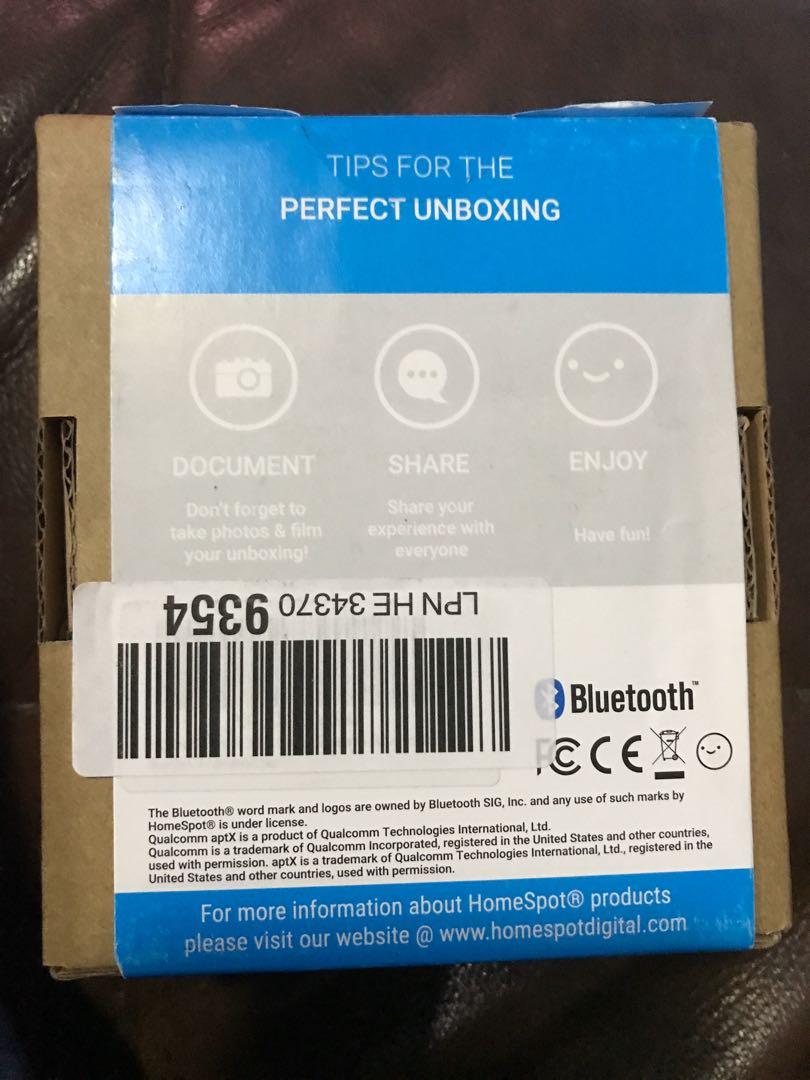 TIPS FOR THE
PERFECT UNBOXING
DOCUMENT
Don't forget to
take photos & film
your unboxing!
SHARE
Share your
experience with
everyone
ENJOY
Have fun!
LPN HE 34370 9354
Bluetooth™
FC CE
The Bluetooth® word mark and logos are owned by Bluetooth SIG, Inc. and any use of such marks by
HomeSpot® is under license.
Qualcomm aptX is a product of Qualcomm Technologies International, Ltd.
Qualcomm is a trademark of Qualcomm Incorporated, registered in the United States and other countries,
used with permission. aptX is a trademark of Qualcomm Technologies International, Ltd., registered in the
United States and other countries, used with permission.
For more information about HomeSpot® products
please visit our website @ www.homespotdigital.com